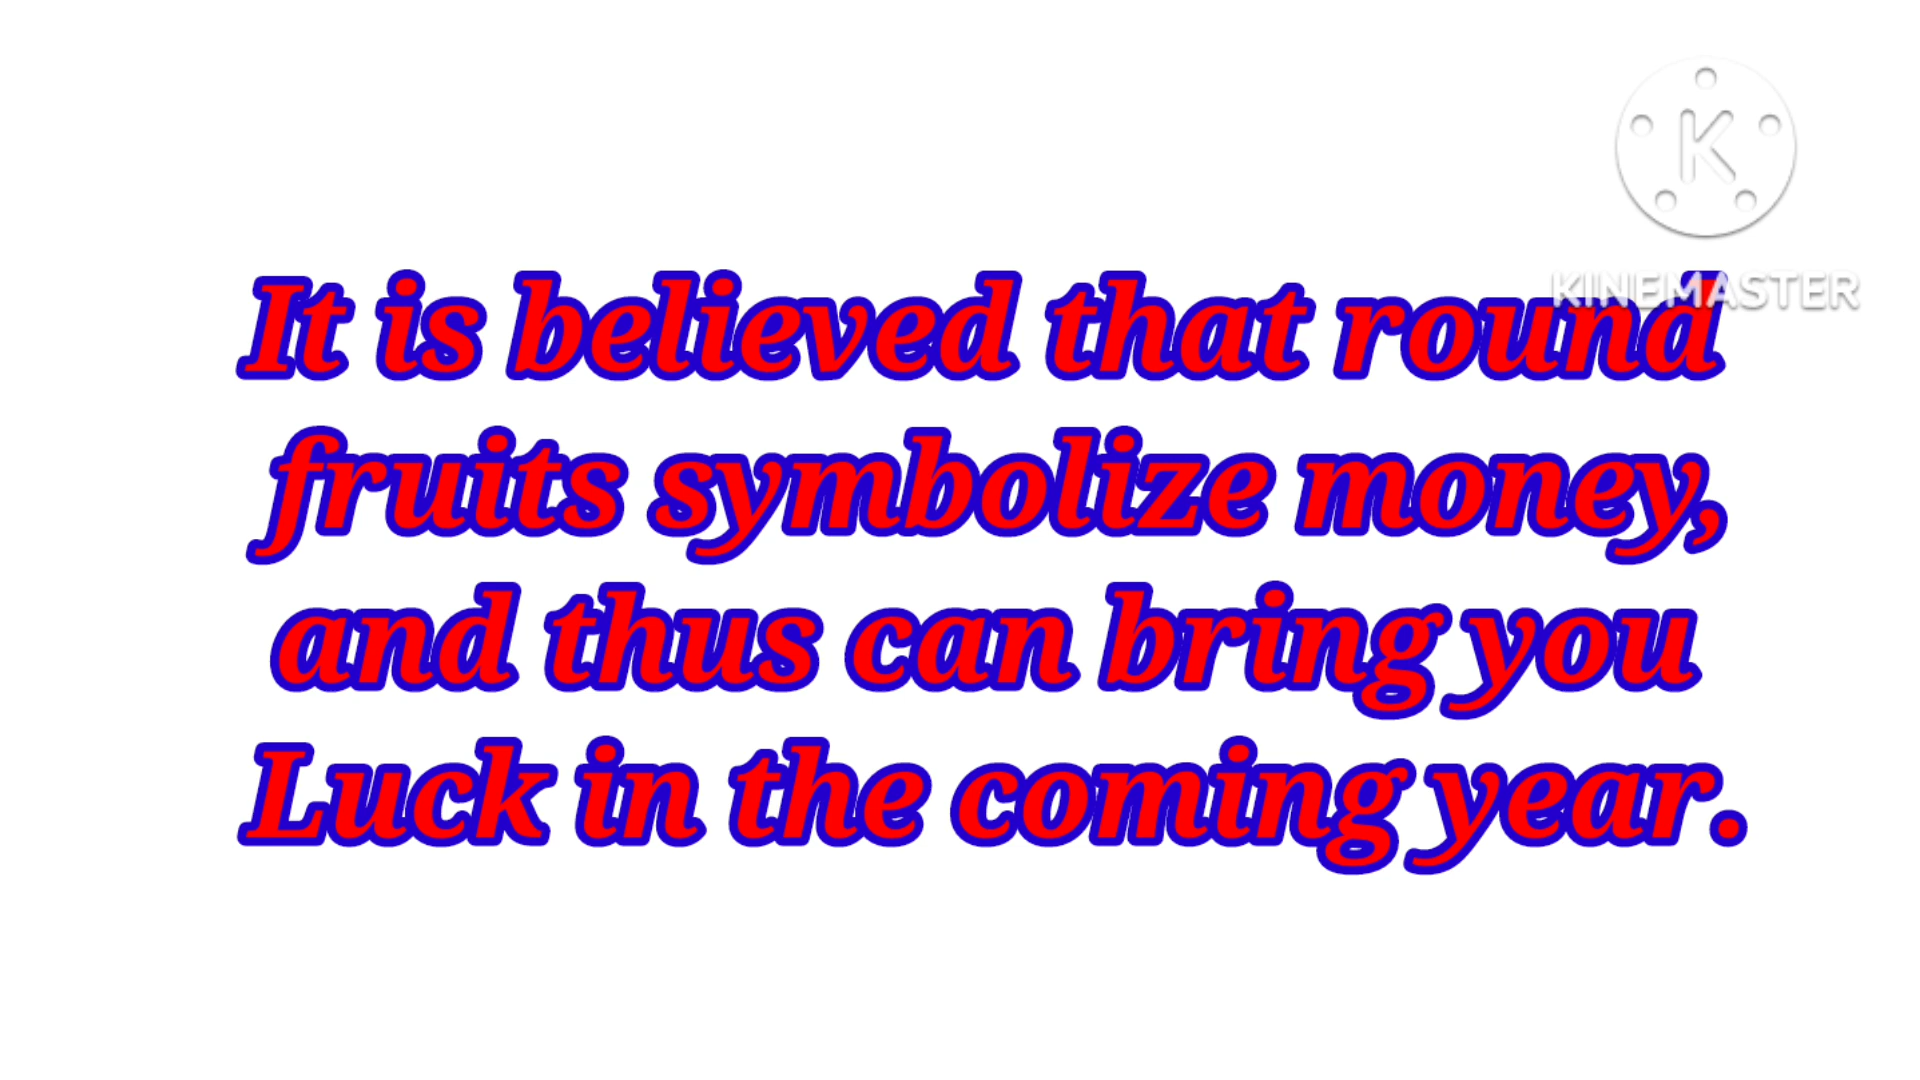 K
KINEMASTER
It is believed that round
fruits symbolize money,
and thus can bring you
Luck in the coming year.